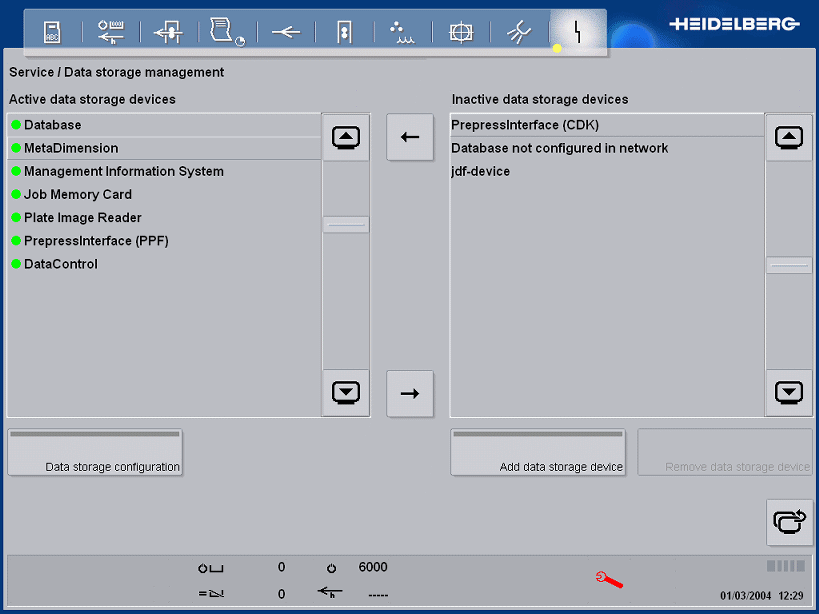 ABC
HEIDELBERG
Service / Data storage management
Active data storage devices
Inactive data storage devices
Database
MetaDimension
Management Information System
Job Memory Card
Plate Image Reader
PrepressInterface (PPF)
DataControl
PrepressInterface (CDK)
Database not configured in network
jdf-device
Data storage configuration
Add data storage device
Remove data storage device
0
6000
0
-----
01/03/2004 12:29